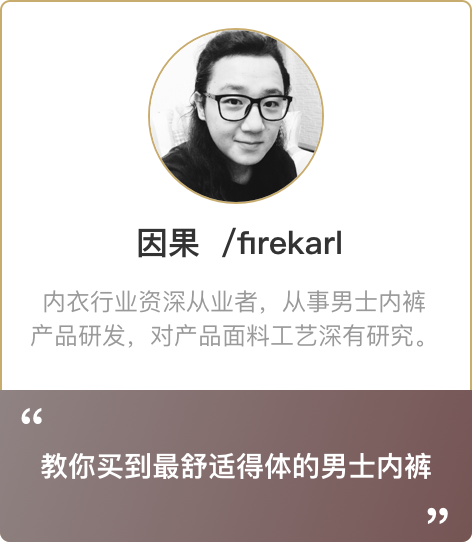 因果 /firekarl
内衣行业资深从业者，从事男士内裤
产品研发，对产品面料工艺深有研究。
“
教你买到最舒适得体的男士内裤
”